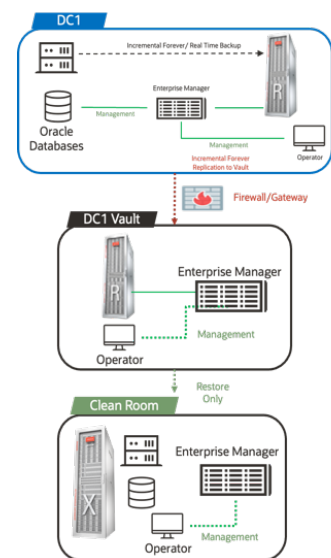 DC1
Incremental Forever/ Real Time Backup
R
Enterprise Manager
Management
Management
Oracle
Databases
Operator
Incremental Forever
Replication to Vault
Firewall/Gateway
DC1 Vault
R
Enterprise Manager
Management
Operator
Restore
Only
Clean Room
X
Enterprise Manager
Management
Operator